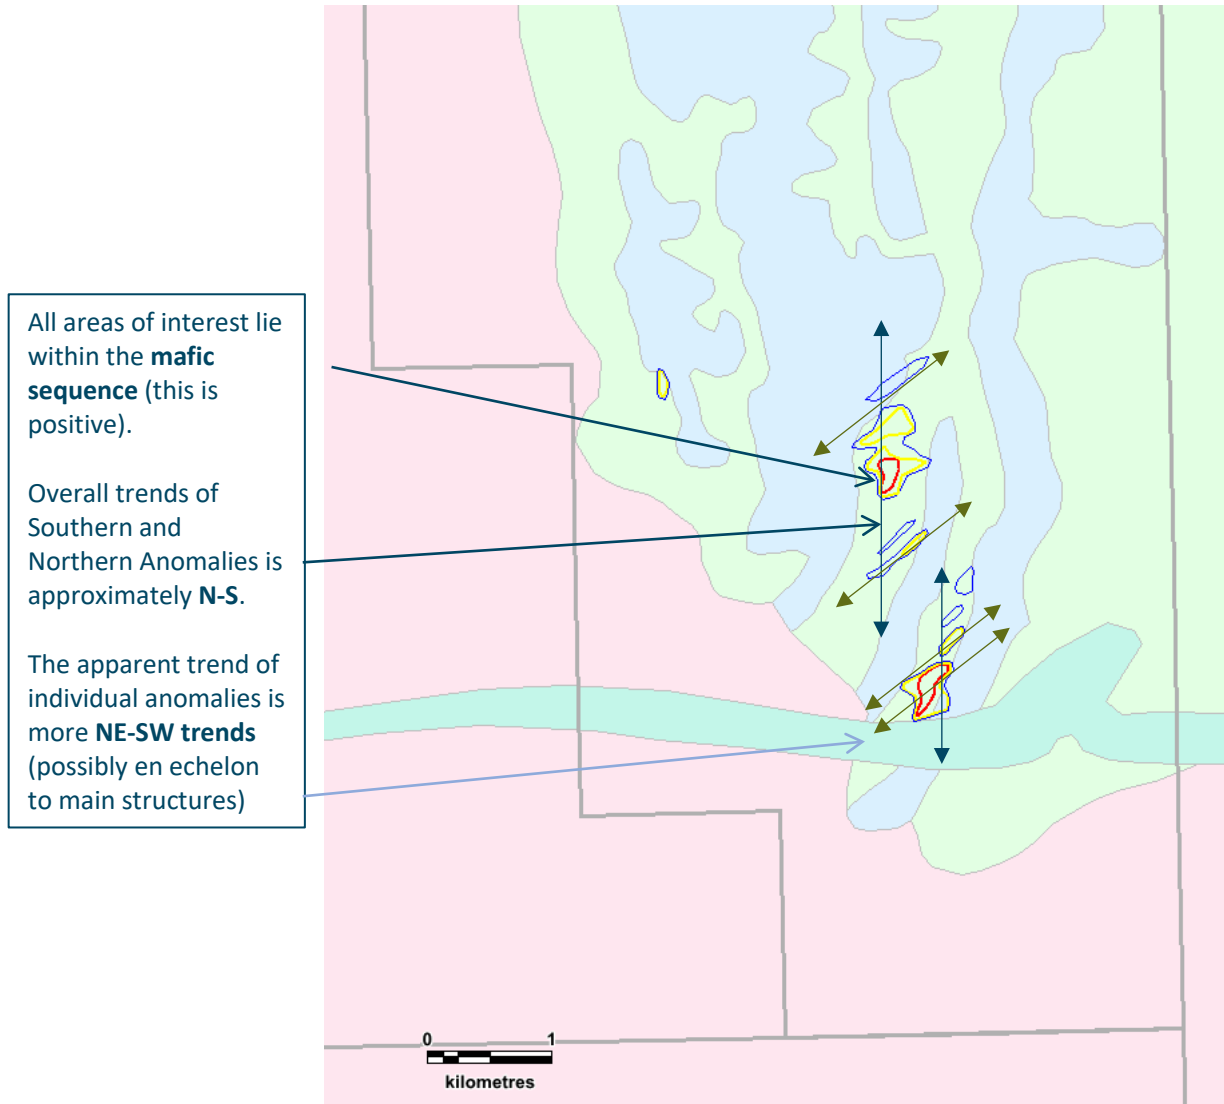 All areas of interest lie
within the mafic
sequence (this is
positive).
Overall trends of
Southern and
Northern Anomalies is
approximately N-S.
The apparent trend of
individual anomalies is
more NE-SW trends
(possibly en echelon
to main structures)
0 1
kilometres